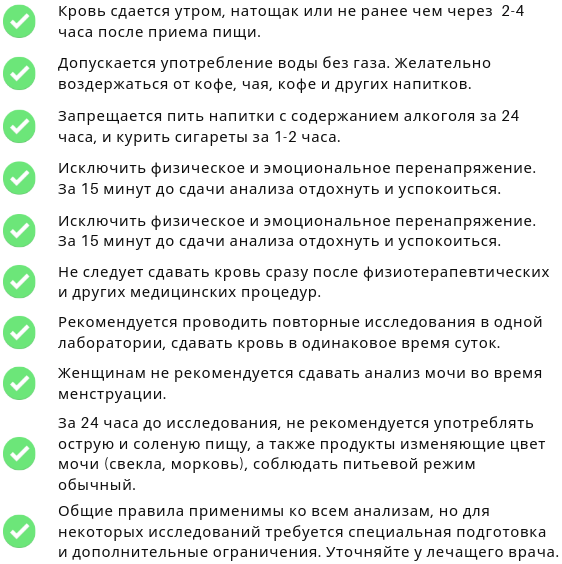 Кровь сдается утром, натощак или не ранее чем через 2-4
часа после приема пищи.
Допускается употребление воды без газа. Желательно
воздержаться от кофе, чая, кофе и других напитков.
Запрещается пить напитки с содержанием алкоголя за 24
часа, и курить сигареты за 1-2 часа.
Исключить физическое и эмоциональное перенапряжение.
За 15 минут до сдачи анализа отдохнуть и успокоиться.
Исключить физическое и эмоциональное перенапряжение.
За 15 минут до сдачи анализа отдохнуть и успокоиться.
Не следует сдавать кровь сразу после физиотерапевтических
и других медицинских процедур.
Рекомендуется проводить повторные исследования в одной
лаборатории, сдавать кровь в одинаковое время суток.
Женщинам не рекомендуется сдавать анализ мочи во время
менструации.
За 24 часа до исследования, не рекомендуется употреблять
острую и соленую пищу, а также продукты изменяющие цвет
мочи (свекла, морковь), соблюдать питьевой режим
обычный.
Общие правила применимы ко всем анализам, но для
некоторых исследований требуется специальная подготовка
и дополнительные ограничения. Уточняйте у лечащего врача.